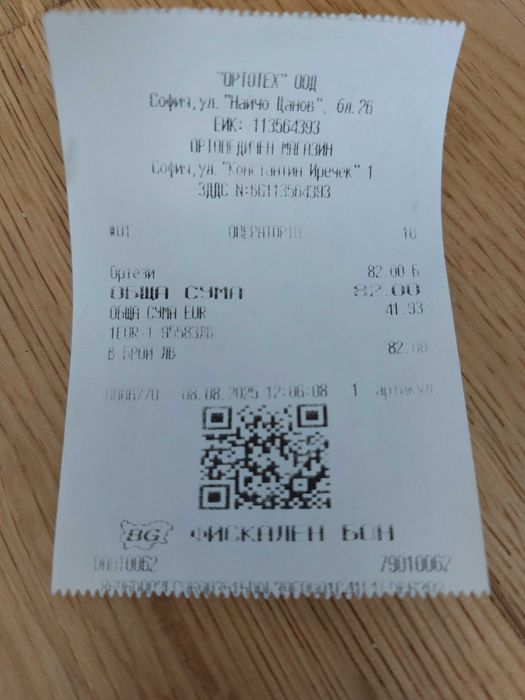 "ОРТОТЕХ" ООД
София,ул. "Найчо Цанов", бл.26
ЕИК: 113564393
ОРТОПЕДИЧЕН МАГАЗИН
София,ул. "Константин Иречек" 1
ЗДДС N:BG113564393
#01 ОПЕРАТОР10 10
Ортези 82.00 Б
ОБЩА СУМА 82.00
ОБЩА СУМА EUR 41.93
1EUR=1.95583ЛВ
В БРОЙ ЛВ 82.00
0006770 08.08.2025 12:06:08 1 артикул
BG ФИСКАЛЕН БОН
79010062